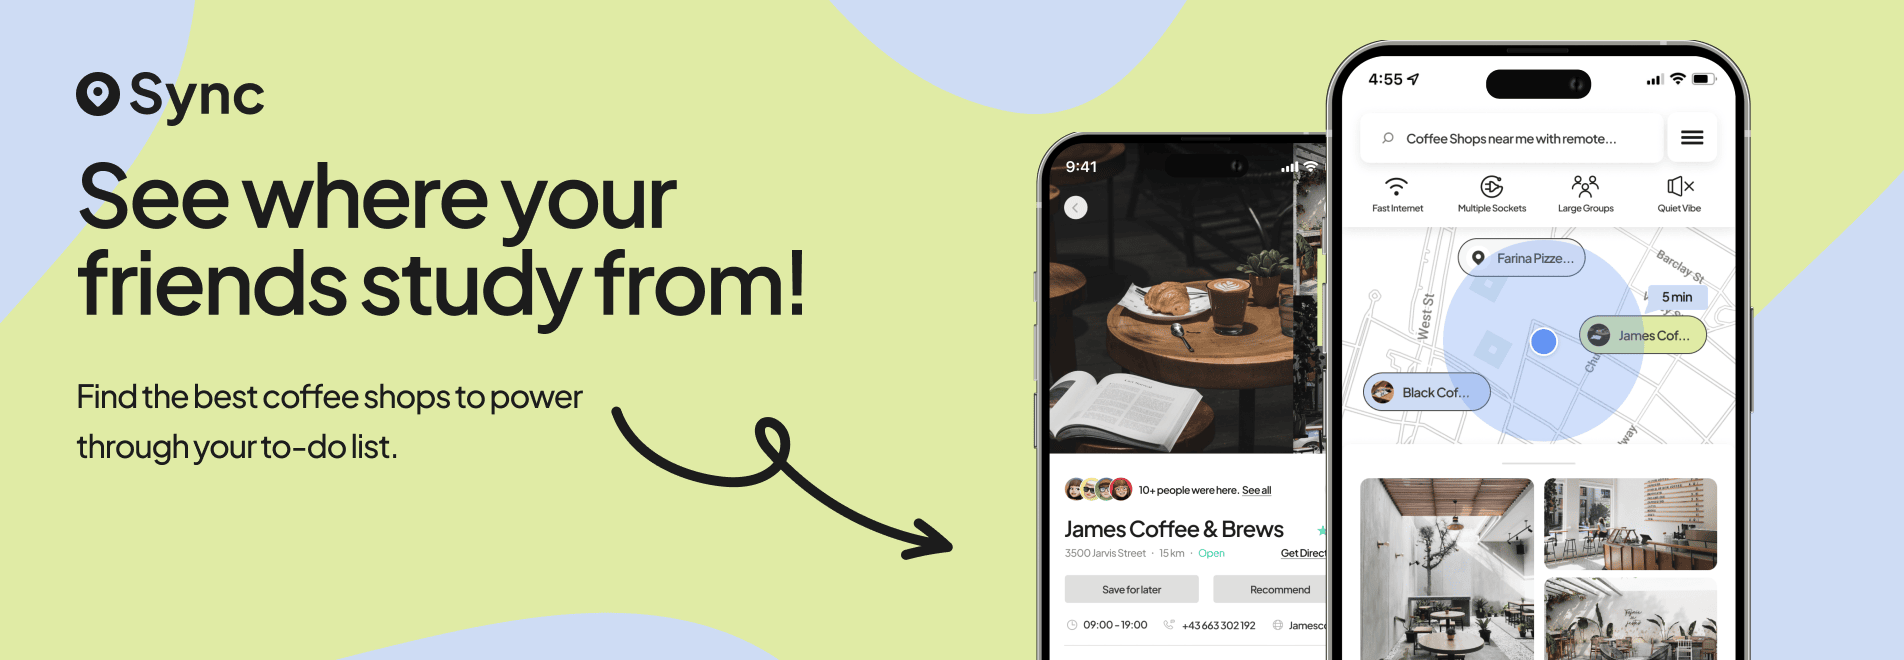 Sync
See where your
friends study from!
Find the best coffee shops to power
through your to-do list.
9:41
10+ people were here. See all
James Coffee & Brews
3500 Jarvis Street · 15 km · Open
Get Direct
Save for later
Recommend
09:00 - 19:00
+43 663 302 192
Jamesco
4:55
Coffee Shops near me with remote...
Fast Internet
Multiple Sockets
Large Groups
Quiet Vibe
Farina Pizze...
Barclay St
West St
5 min
James Cof...
Black Cof...